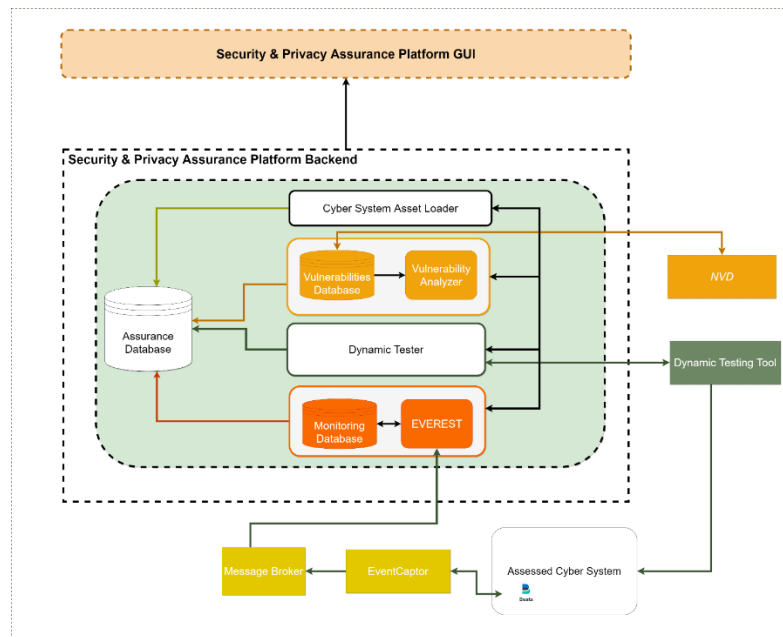 Security & Privacy Assurance Platform GUI
Security & Privacy Assurance Platform Backend
Cyber System Asset Loader
Vulnerabilities
Database
Vulnerability
Analyzer
NVD
Assurance
Database
Dynamic Tester
Dynamic Testing Tool
Monitoring
Database
EVEREST
Message Broker
EventCaptor
Assessed Cyber System
Beats